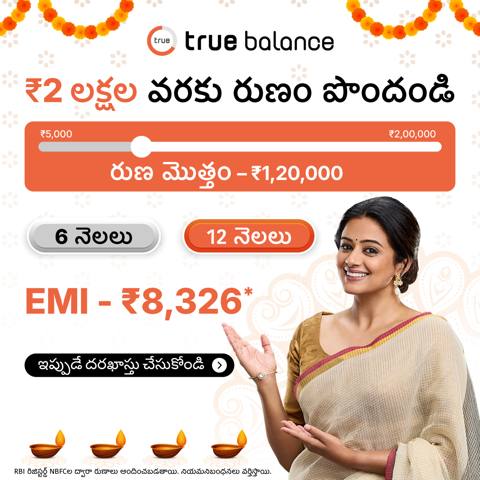 true true balance
₹2 లక్షల వరకు రుణం పొందండి
₹5,000 ₹2,00,000
రుణ మొత్తం – ₹1,20,000
6 నెలలు 12 నెలలు
EMI - ₹8,326*
ఇప్పుడే దరఖాస్తు చేసుకోండి
RBI రిజిస్టర్డ్ NBFCల ద్వారా రుణాలు అందించబడతాయి. నియమనిబంధనలు వర్తిస్తాయి.